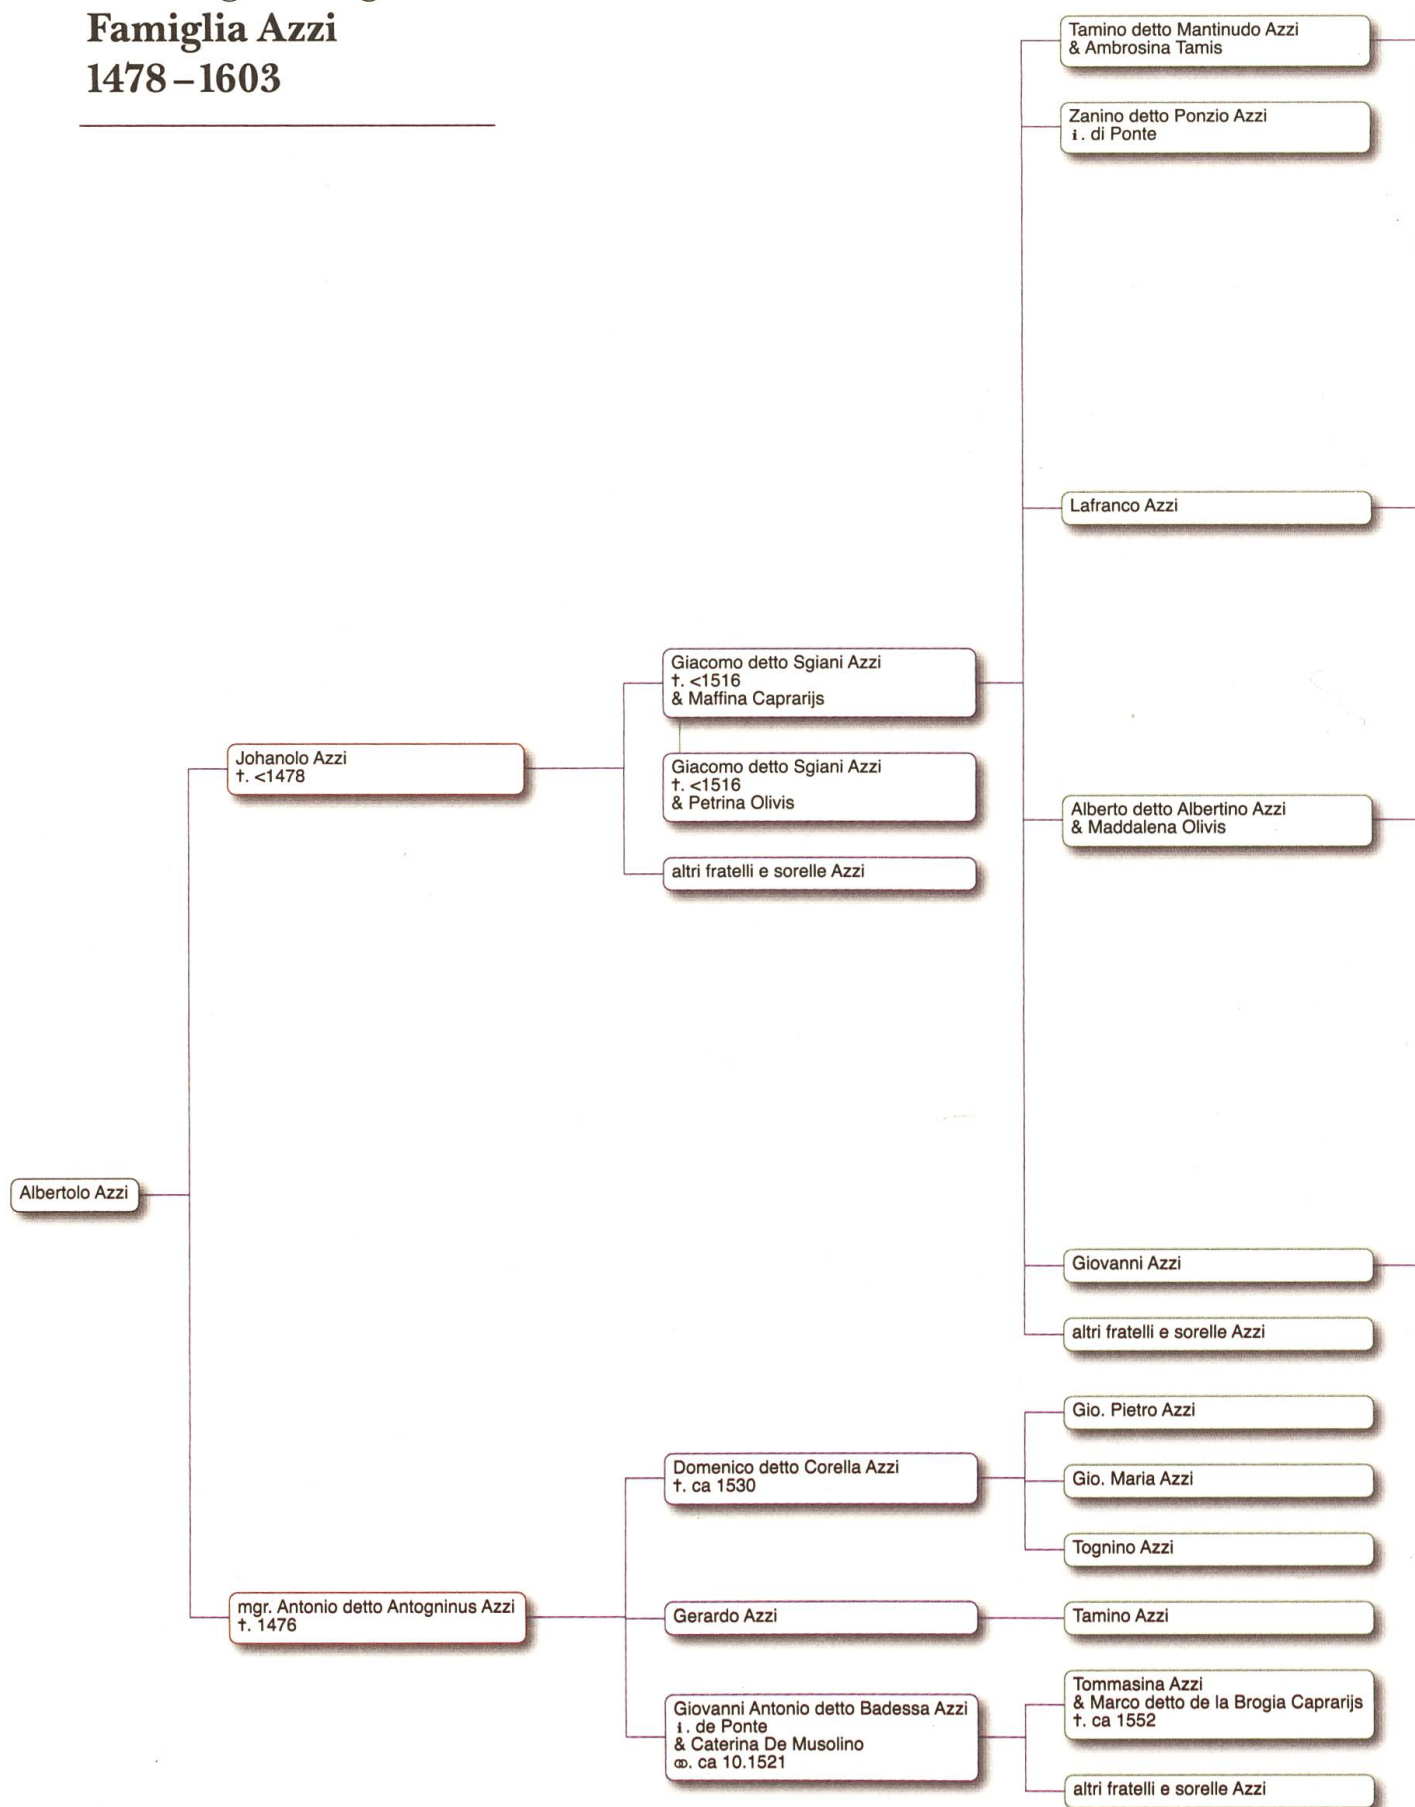 Famiglia Azzi
1478–1603
Tamino detto Mantinudo Azzi
& Ambrosina Tamis
Zanino detto Ponzio Azzi
i. di Ponte
Lafranco Azzi
Giacomo detto Sgiani Azzi
†. <1516
& Maffina Caprarijs
Johanolo Azzi
†. <1478
Giacomo detto Sgiani Azzi
†. <1516
& Petrina Olivis
Alberto detto Albertino Azzi
& Maddalena Olivis
altri fratelli e sorelle Azzi
Albertolo Azzi
Giovanni Azzi
altri fratelli e sorelle Azzi
Gio. Pietro Azzi
Domenico detto Corella Azzi
†. ca 1530
Gio. Maria Azzi
Tognino Azzi
mgr. Antonio detto Antogninus Azzi
†. 1476
Gerardo Azzi
Tamino Azzi
Tommasina Azzi
& Marco detto de la Brogia Caprarijs
†. ca 1552
Giovanni Antonio detto Badessa Azzi
i. de Ponte
& Caterina De Musolino
⚭. ca 10.1521
altri fratelli e sorelle Azzi